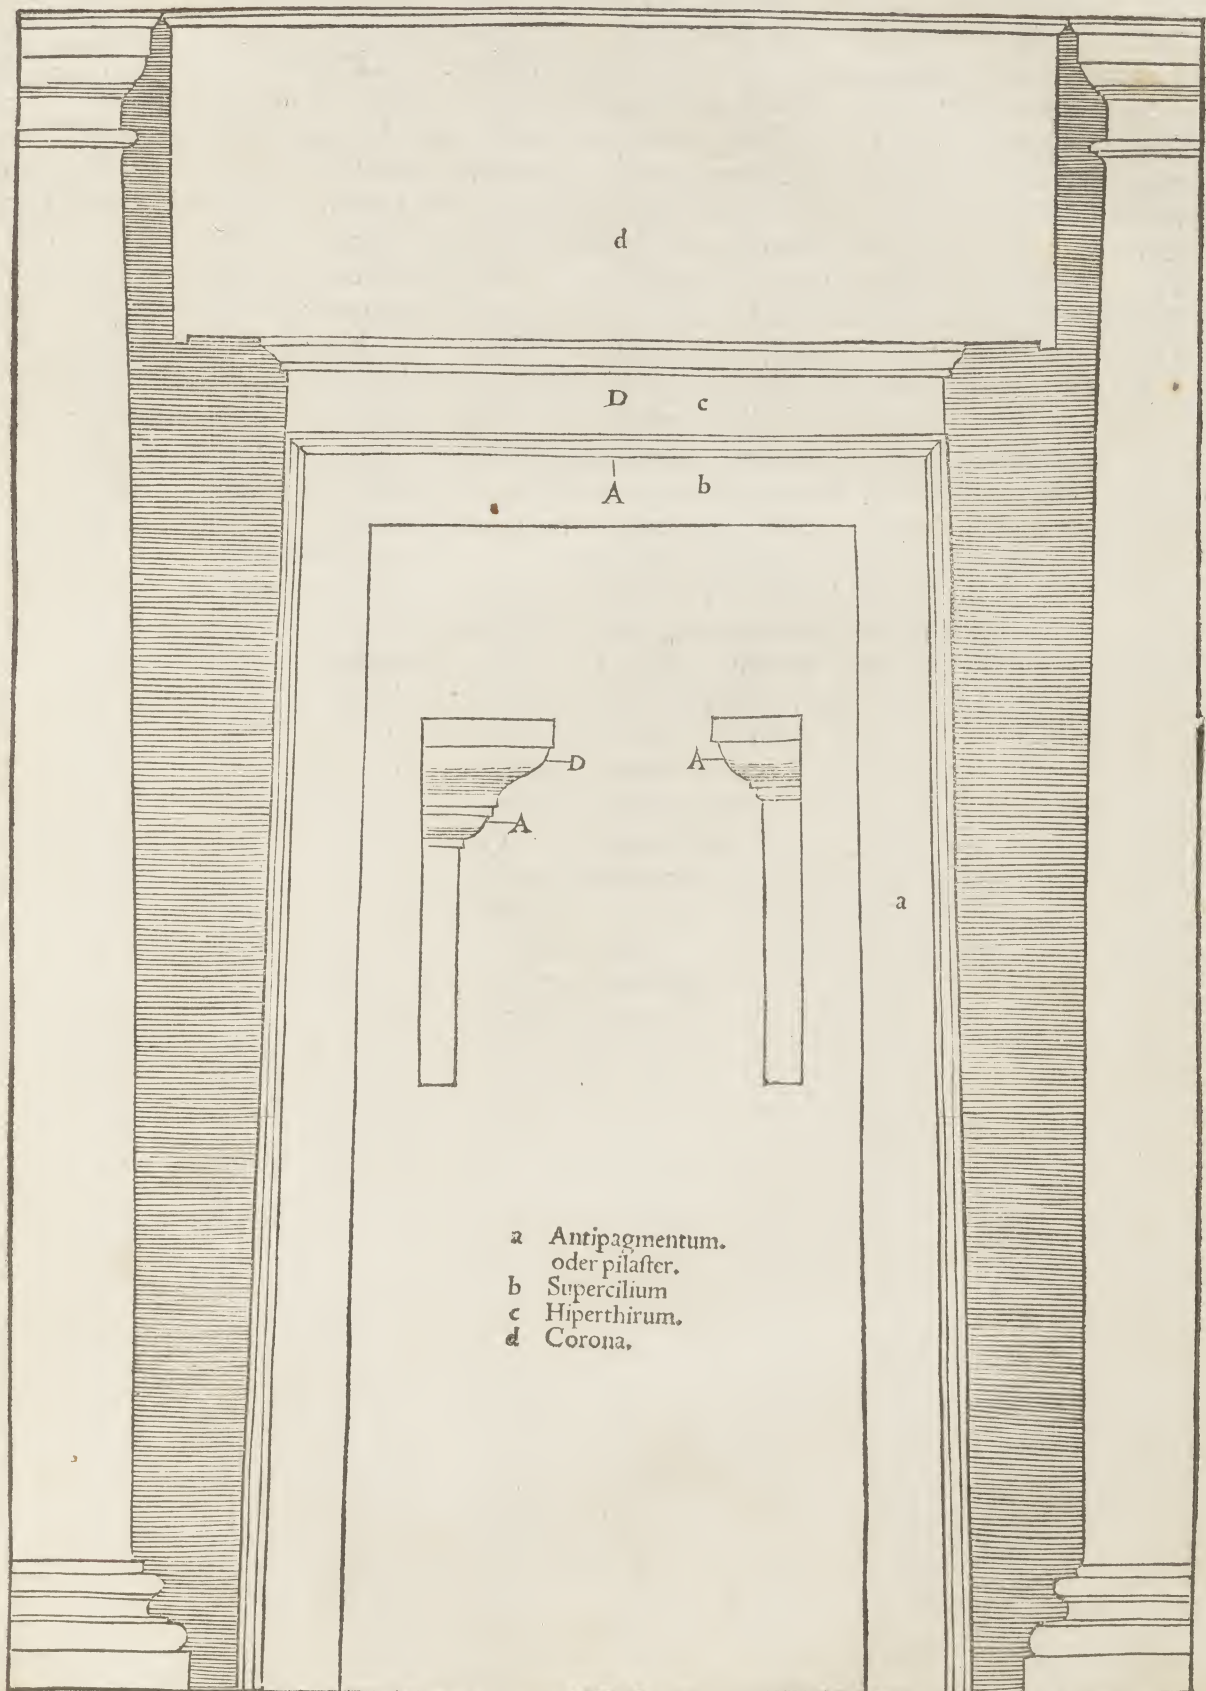 d
D c
A b
D A
A
a
a Antipagmentum.
oder pilaſter.
b Supercilium
c Hiperthirum.
d Corona.